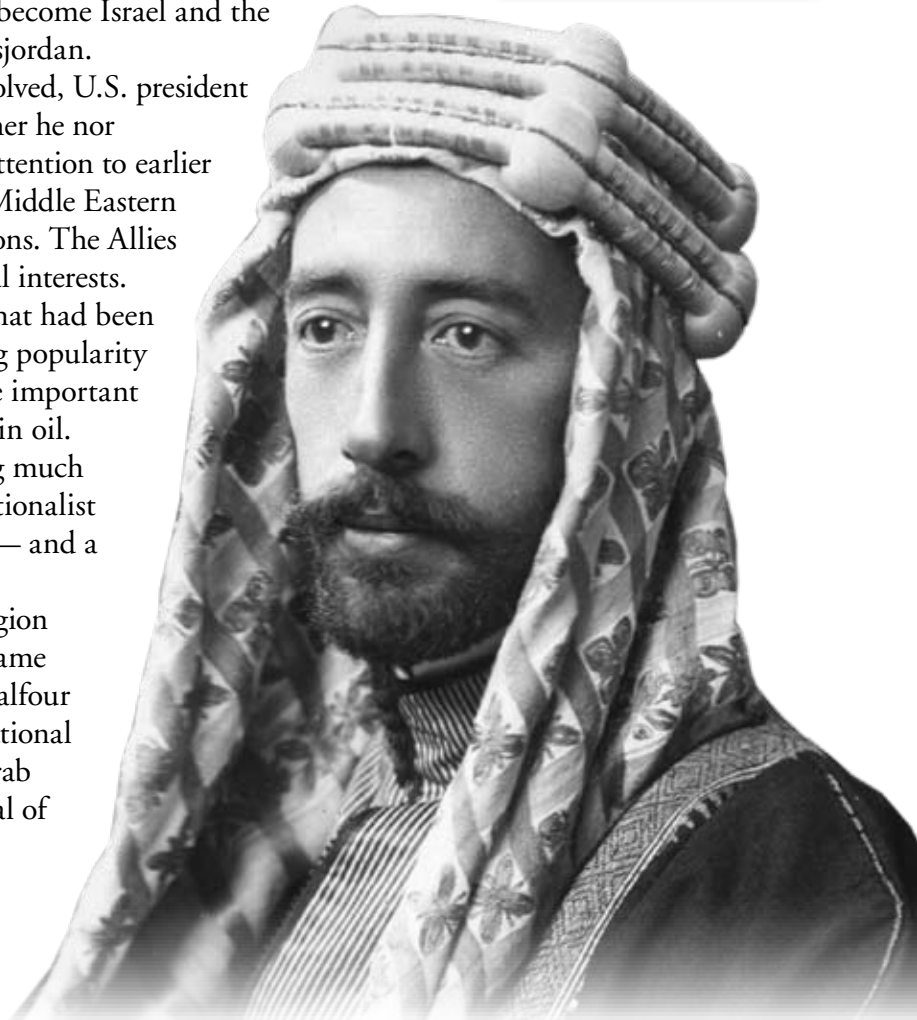 become Israel and the
sjordan.
olved, U.S. president
ner he nor
ttention to earlier
Middle Eastern
ons. The Allies
l interests.
hat had been
g popularity
e important
in oil.
g much
tionalist
— and a
gion
ame
alfour
tional
rab
al of